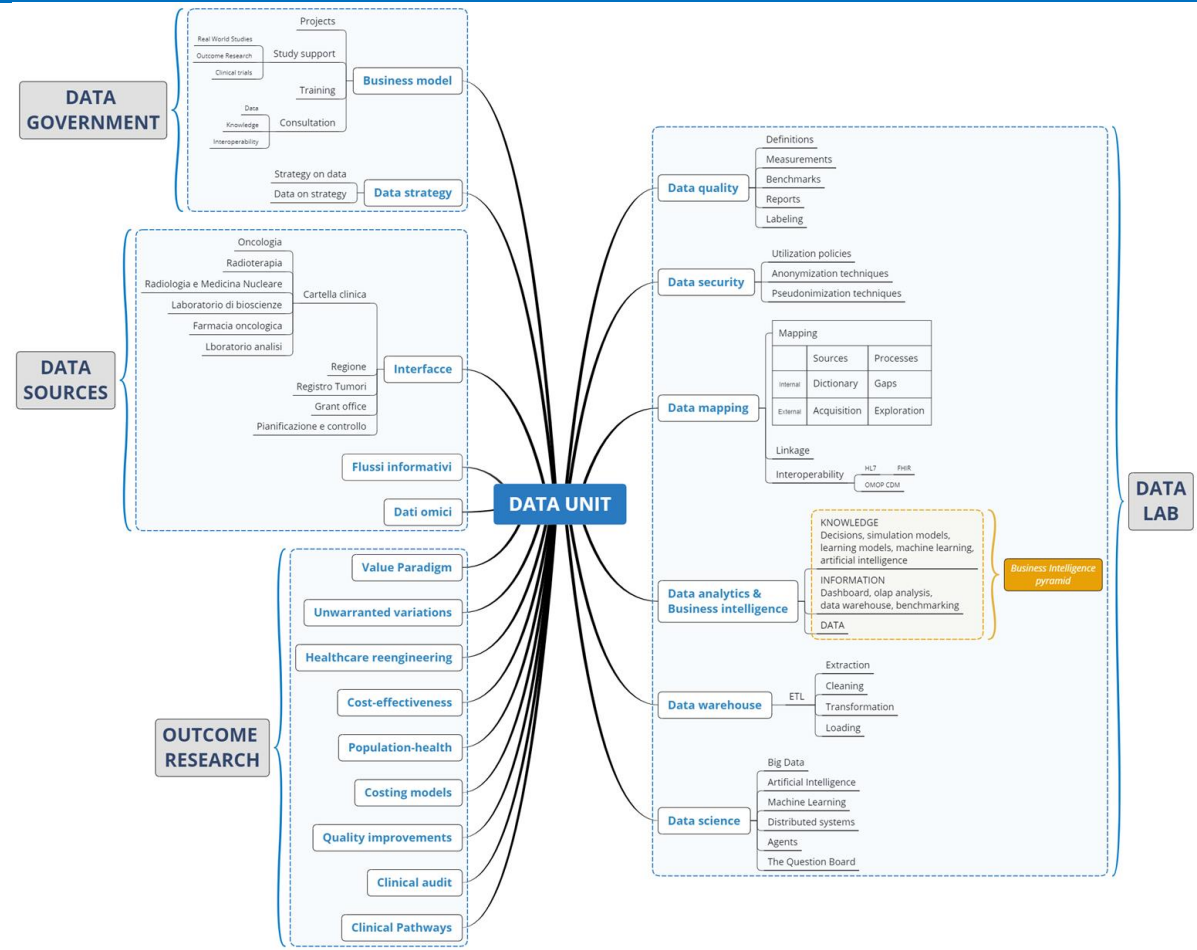 DATA
GOVERNMENT
Projects
Real World Studies
Outcome Research
Clinical trials
Study support
Training
Data
Knowledge
Interoperability
Consultation
Business model
Strategy on data
Data on strategy
Data strategy
DATA
SOURCES
Oncologia
Radioterapia
Radiologia e Medicina Nucleare
Laboratorio di bioscienze
Farmacia oncologica
Lboratorio analisi
Cartella clinica
Regione
Registro Tumori
Grant office
Pianificazione e controllo
Interfacce
Flussi informativi
Dati omici
OUTCOME
RESEARCH
Value Paradigm
Unwarranted variations
Healthcare reengineering
Cost-effectiveness
Population-health
Costing models
Quality improvements
Clinical audit
Clinical Pathways
DATA UNIT
Data quality
Definitions
Measurements
Benchmarks
Reports
Labeling
Data security
Utilization policies
Anonymization techniques
Pseudonimization techniques
Data mapping
Mapping
Sources Processes
Internal Dictionary Gaps
External Acquisition Exploration
Linkage
Interoperability
HL7 FHIR
OMOP CDM
Data analytics &
Business intelligence
KNOWLEDGE
Decisions, simulation models,
learning models, machine learning,
artificial intelligence
INFORMATION
Dashboard, olap analysis,
data warehouse, benchmarking
DATA
Business Intelligence
pyramid
Data warehouse
ETL
Extraction
Cleaning
Transformation
Loading
Data science
Big Data
Artificial Intelligence
Machine Learning
Distributed systems
Agents
The Question Board
DATA
LAB